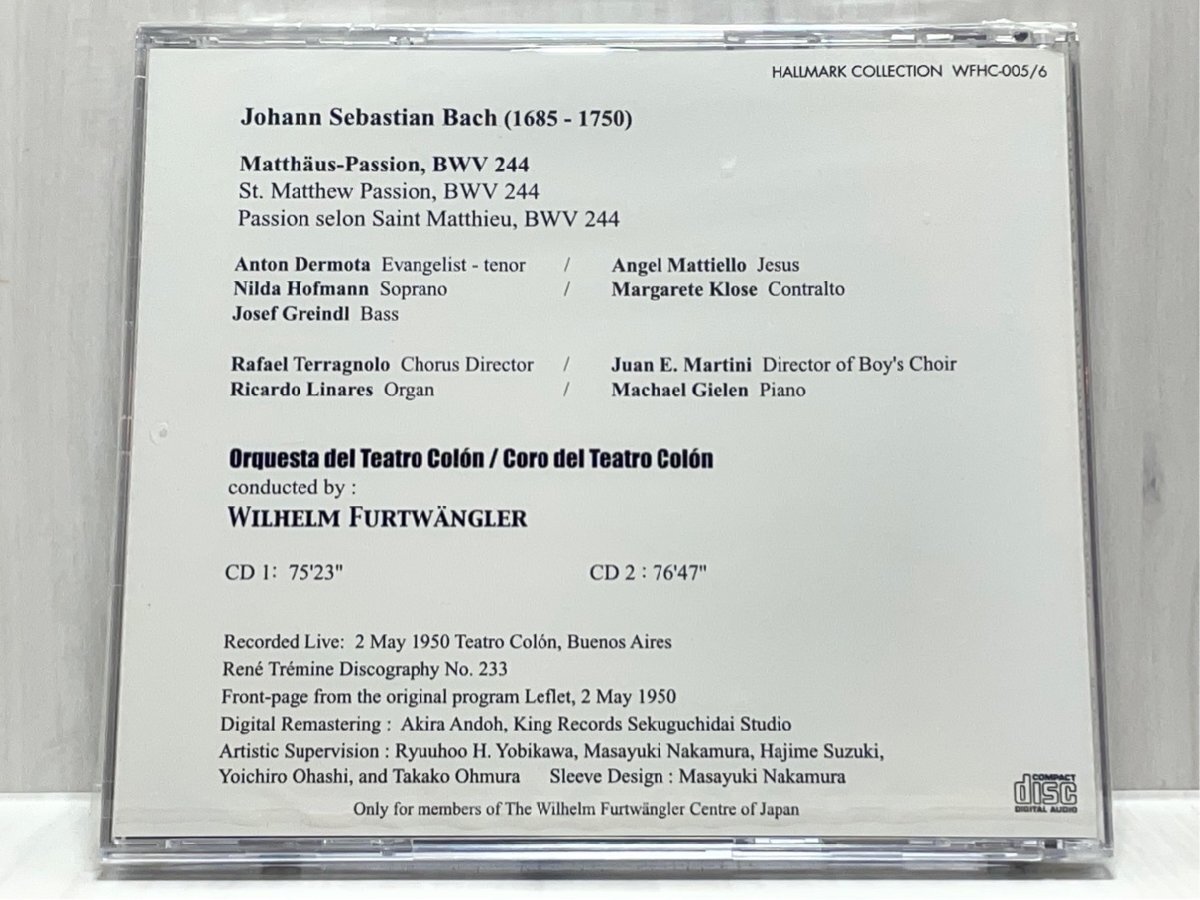 HALLMARK COLLECTION WFHC-005/6
Johann Sebastian Bach (1685 - 1750)
Matthäus-Passion, BWV 244
St. Matthew Passion, BWV 244
Passion selon Saint Matthieu, BWV 244
Anton Dermota Evangelist - tenor / Angel Mattiello Jesus
Nilda Hofmann Soprano / Margarete Klose Contralto
Josef Greindl Bass
Rafael Terragnolo Chorus Director / Juan E. Martini Director of Boy's Choir
Ricardo Linares Organ / Machael Gielen Piano
Orquesta del Teatro Colón / Coro del Teatro Colón
conducted by :
WILHELM FURTWÄNGLER
CD 1: 75'23" CD 2 : 76'47"
Recorded Live: 2 May 1950 Teatro Colón, Buenos Aires
René Trémine Discography No. 233
Front-page from the original program Leflet, 2 May 1950
Digital Remastering : Akira Andoh, King Records Sekuguchidai Studio
Artistic Supervision : Ryuuhoo H. Yobikawa, Masayuki Nakamura, Hajime Suzuki,
Yoichiro Ohashi, and Takako Ohmura Sleeve Design : Masayuki Nakamura
Only for members of The Wilhelm Furtwängler Centre of Japan
COMPACT
disc
DIGITAL AUDIO